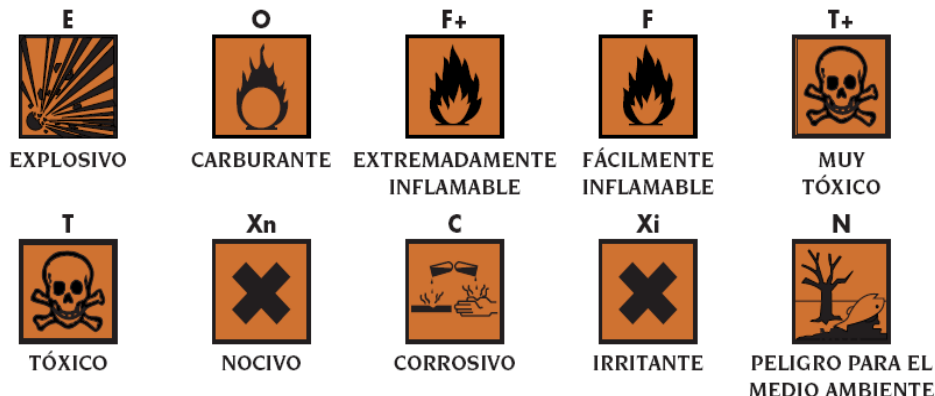 E O F+ F T+
EXPLOSIVO CARBURANTE EXTREMADAMENTE FÁCILMENTE MUY
INFLAMABLE INFLAMABLE TÓXICO
T Xn C Xi N
TÓXICO NOCIVO CORROSIVO IRRITANTE PELIGRO PARA EL
MEDIO AMBIENTE